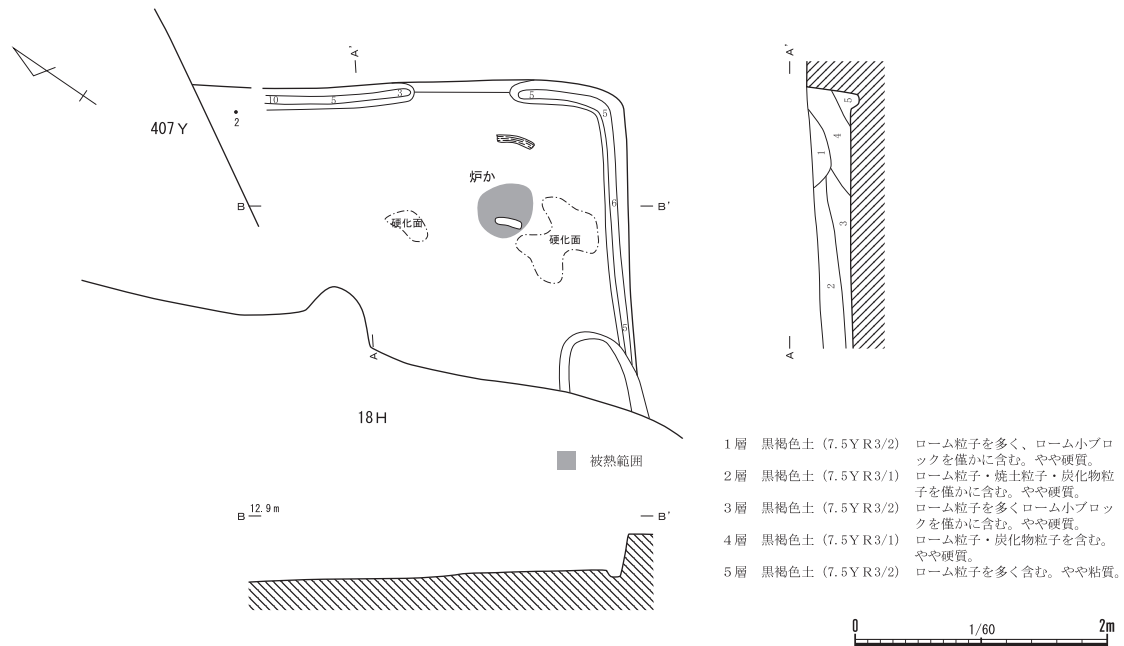 A'
407Y
2
10
5
3
5
5
炉か
B
B'
6
硬化面
硬化面
5
A
18H
被熱範囲
B 12.9m
B'
A'
5
4
1
3
2
A
1層 黒褐色土 (7.5YR3/2) ローム粒子を多く、ローム小ブロ
ックを僅かに含む。やや硬質。
2層 黒褐色土 (7.5YR3/1) ローム粒子・焼土粒子・炭化物粒
子を僅かに含む。やや硬質。
3層 黒褐色土 (7.5YR3/2) ローム粒子を多くローム小ブロッ
クを僅かに含む。やや硬質。
4層 黒褐色土 (7.5YR3/1) ローム粒子・炭化物粒子を含む。
やや硬質。
5層 黒褐色土 (7.5YR3/2) ローム粒子を多く含む。やや粘質。
0 1/60 2m